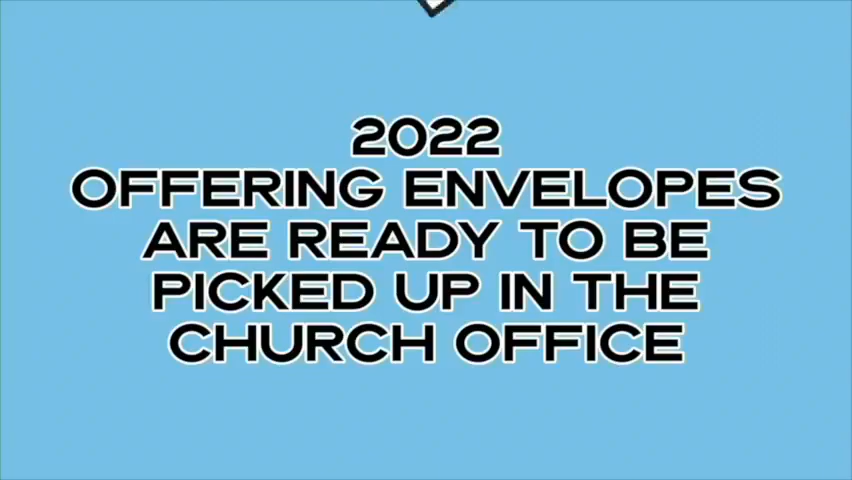 2022
OFFERING ENVELOPES
ARE READY TO BE
PICKED UP IN THE
CHURCH OFFICE